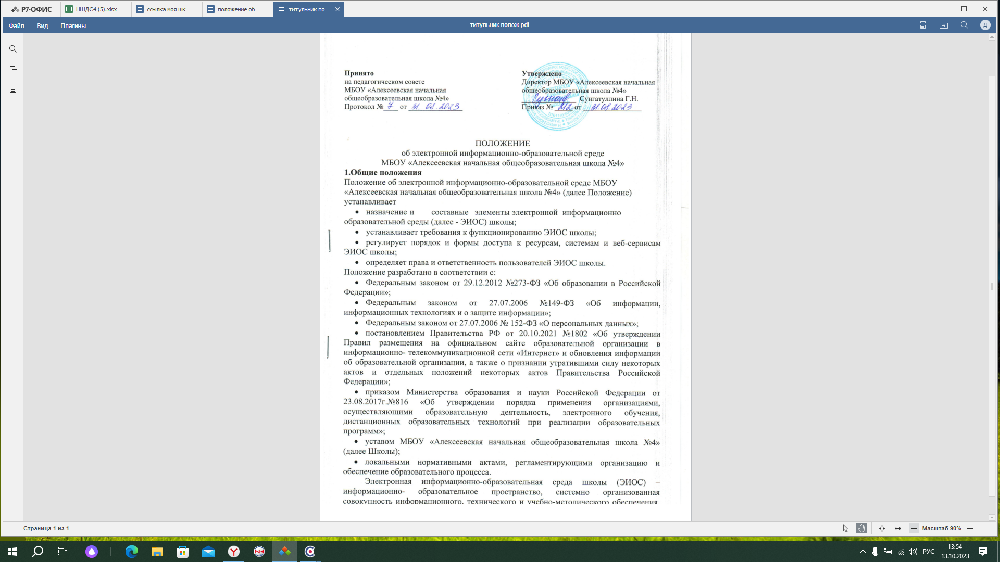 Р7-ОФИС
НШДС4 (5).xlsx
ссылка моя шк...
положение об ...
титульник по...
Файл
Вид
Плагины
титульник полож.pdf
Д
Принято
на педагогическом совете
МБОУ «Алексеевская начальная
общеобразовательная школа №4»
Протокол № 7 от 31. 08. 2023
Утверждено
Директор МБОУ «Алексеевская начальная
общеобразовательная школа №4»
Сунгатуллина Г.Н.
Приказ № 212 от 31.08.2023
ПОЛОЖЕНИЕ
об электронной информационно-образовательной среде
МБОУ «Алексеевская начальная общеобразовательная школа №4»
1.Общие положения
Положение об электронной информационно-образовательной среде МБОУ
«Алексеевская начальная общеобразовательная школа №4» (далее Положение)
устанавливает
• назначение и составные элементы электронной информационно
образовательной среды (далее - ЭИОС) школы;
• устанавливает требования к функционированию ЭИОС школы;
• регулирует порядок и формы доступа к ресурсам, системам и веб-сервисам
ЭИОС школы;
• определяет права и ответственность пользователей ЭИОС школы.
Положение разработано в соответствии с:
• Федеральным законом от 29.12.2012 №273-ФЗ «Об образовании в Российской
Федерации»;
• Федеральным законом от 27.07.2006 №149-ФЗ «Об информации,
информационных технологиях и о защите информации»;
• Федеральным законом от 27.07.2006 № 152-ФЗ «О персональных данных»;
• постановлением Правительства РФ от 20.10.2021 №1802 «Об утверждении
Правил размещения на официальном сайте образовательной организации в
информационно- телекоммуникационной сети «Интернет» и обновления информации
об образовательной организации, а также о признании утратившими силу некоторых
актов и отдельных положений некоторых актов Правительства Российской
Федерации»;
• приказом Министерства образования и науки Российской Федерации от
23.08.2017г.№816 «Об утверждении порядка применения организациями,
осуществляющими образовательную деятельность, электронного обучения,
дистанционных образовательных технологий при реализации образовательных
программ»;
• уставом МБОУ «Алексеевская начальная общеобразовательная школа №4»
(далее Школы);
• локальными нормативными актами, регламентирующими организацию и
обеспечение образовательного процесса.
Электронная информационно-образовательная среда школы (ЭИОС) –
информационно- образовательное пространство, системно организованная
совокупность информационного, технического и учебно-методического обеспечения,
Страница 1 из 1
Масштаб 90%
РУС
13:54
13.10.2023